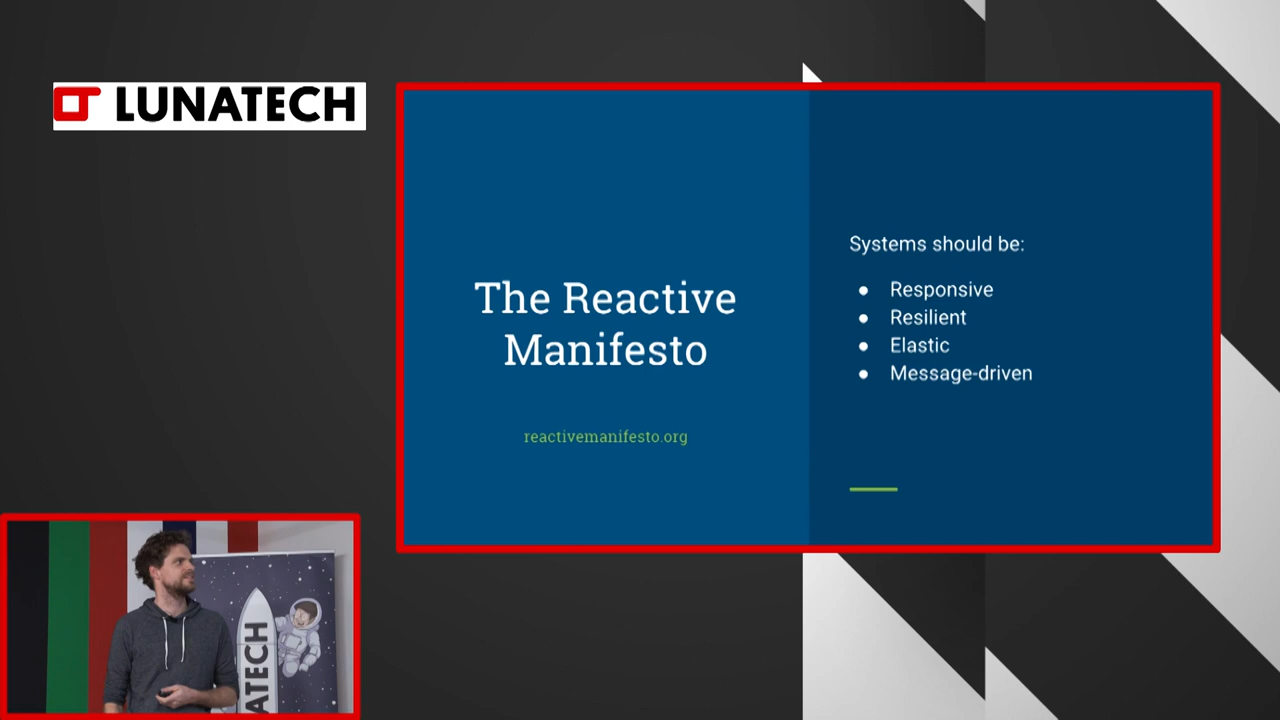 LUNATECH
The Reactive
Manifesto
reactivemanifesto.org
Systems should be:
● Responsive
● Resilient
● Elastic
● Message-driven
ATECH